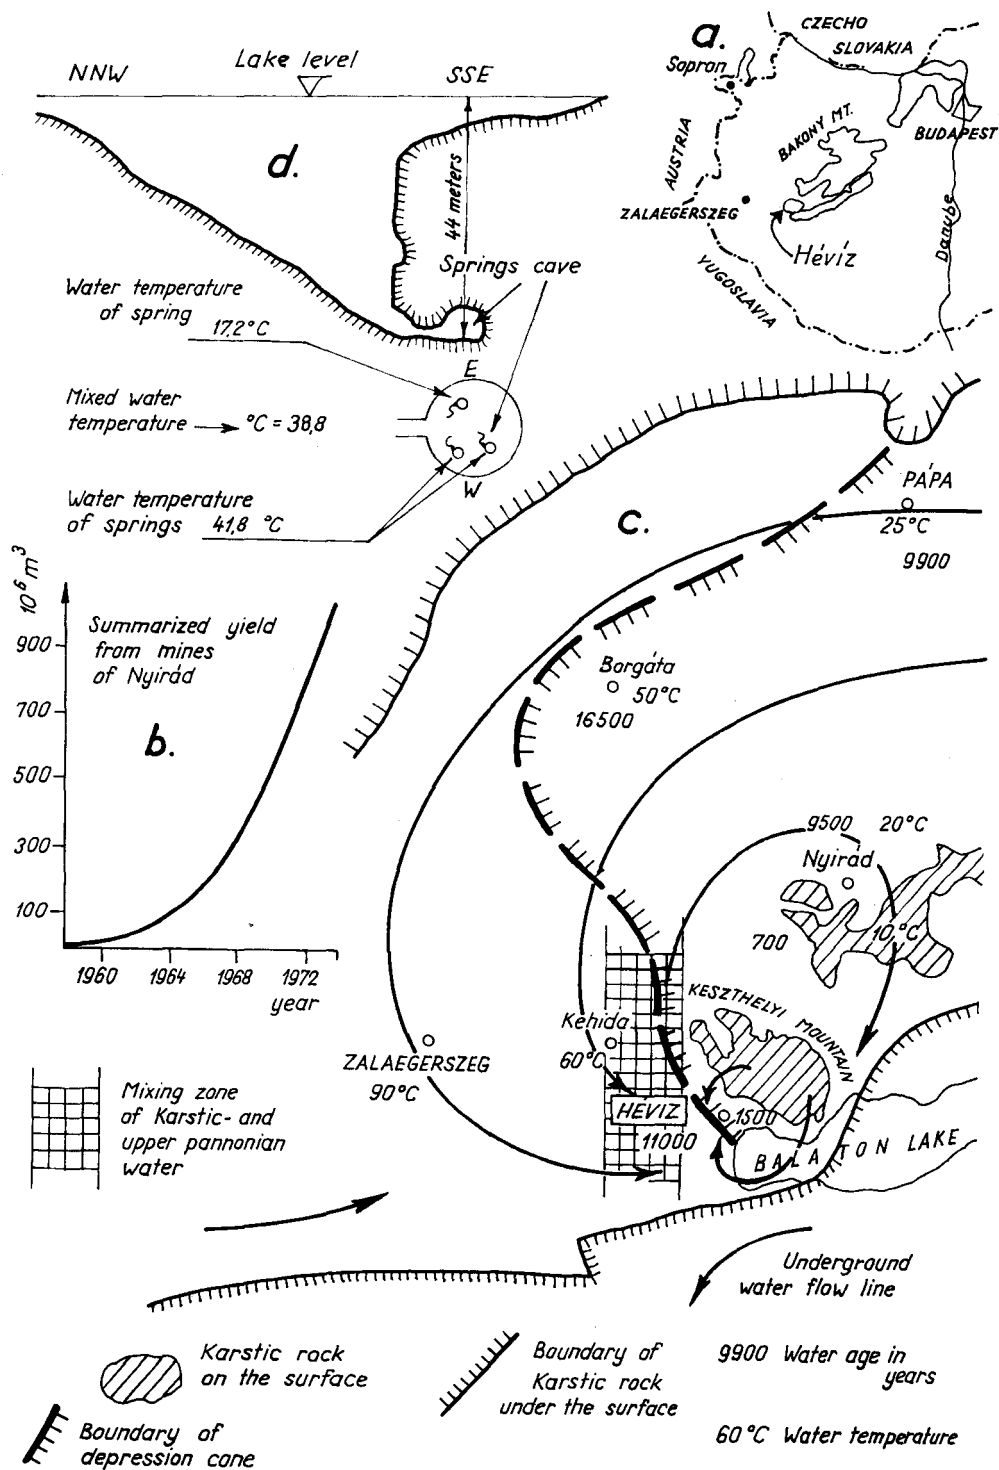 a.
CZECHO
SLOVAKIA
Sopron
AUSTRIA
BAKONY MT.
BUDAPEST
ZALAEGERSZEG
Danube
Hévíz
YUGOSLAVIA
NNW
Lake level
SSE
d.
44 meters
Springs cave
Water temperature
of spring
17,2°C
E
Mixed water
temperature → °C = 38,8
W
Water temperature
of springs 41,8 °C
10⁶ m³
900
700
500
300
100
Summarized yield
from mines
of Nyirád
b.
1960 1964 1968 1972
year
c.
PÁPA
25°C
9900
Borgáta
50°C
16500
9500 20°C
Nyirád
10°C
700
KESZTHELYI MOUNTAIN
Kehida
60°C
ZALAEGERSZEG
90°C
HÉVIZ
1500
11000
BALATON LAKE
Mixing zone
of Karstic- and
upper pannonian
water
Underground
water flow line
Karstic rock
on the surface
Boundary of
Karstic rock
under the surface
9900 Water age in
years
Boundary of
depression cone
60°C Water temperature